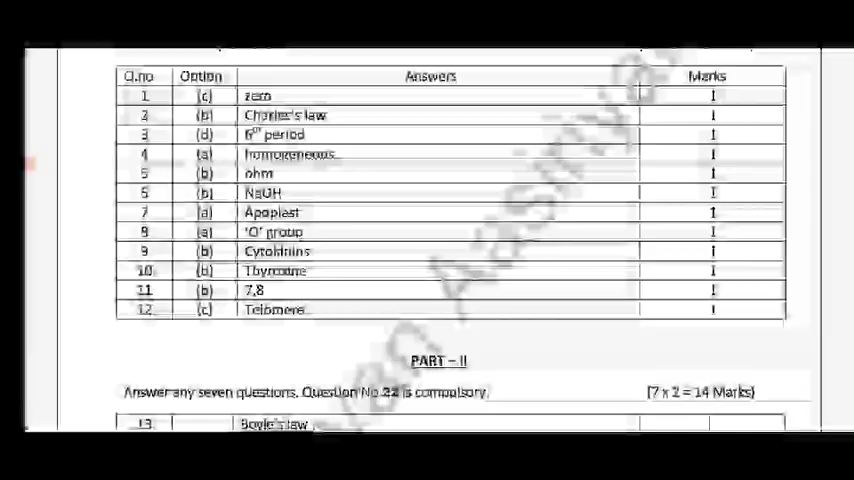 Q.no Option Answers Marks
1 (c) zero 1
2 (b) Charles's law 1
3 (d) 6th period 1
4 (a) homogeneous 1
5 (b) ohm 1
6 (b) NaOH 1
7 (a) Apoplast 1
8 (a) 'O' group 1
9 (b) Cytokinins 1
10 (d) Thyroxine 1
11 (b) 7,8 1
12 (c) Telomere 1
PART – II
Answer any seven questions. Question No.22 is compulsory. (7 x 2 = 14 Marks)
13 Boyle's law